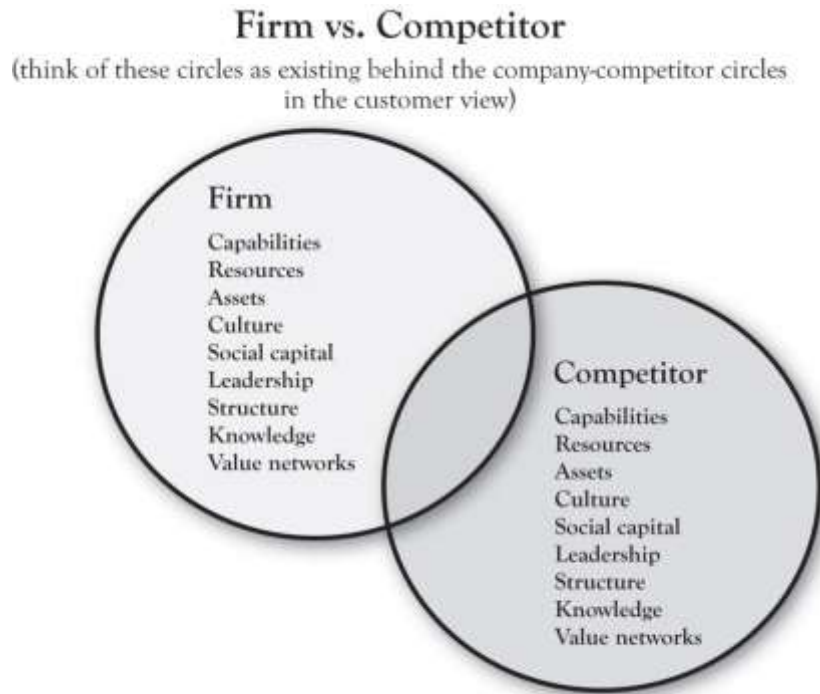 Firm vs. Competitor
(think of these circles as existing behind the company-competitor circles
in the customer view)
Firm
Capabilities
Resources
Assets
Culture
Social capital
Leadership
Structure
Knowledge
Value networks
Competitor
Capabilities
Resources
Assets
Culture
Social capital
Leadership
Structure
Knowledge
Value networks